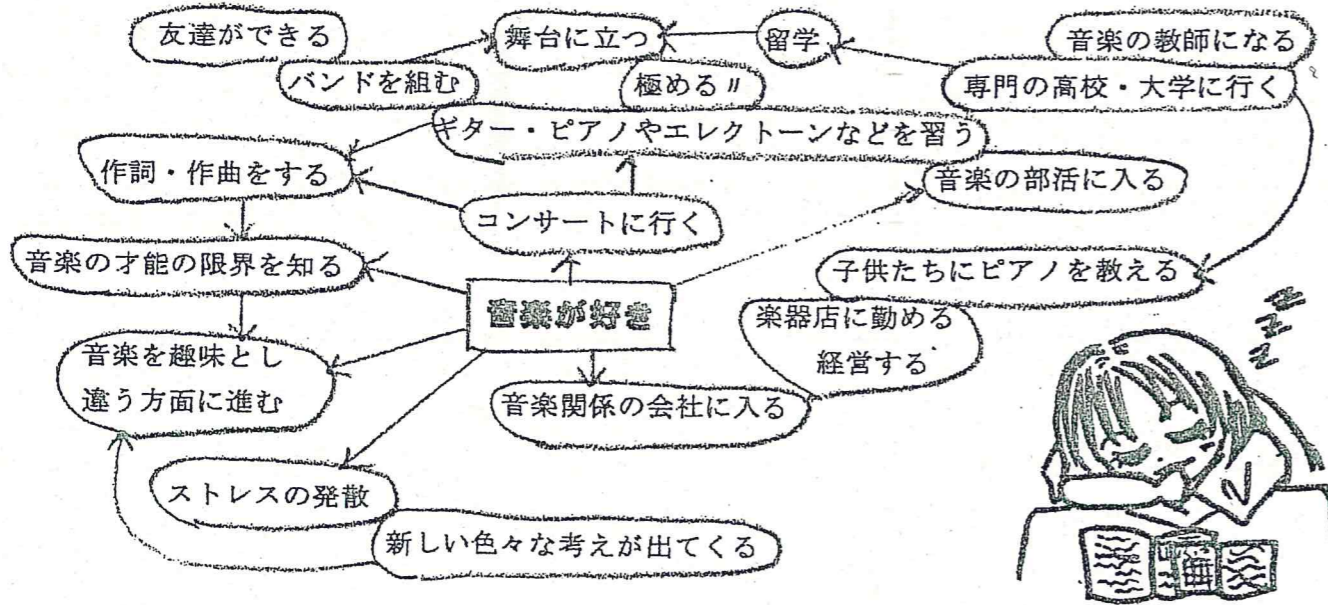 友達ができる
舞台に立つ
留学
音楽の教師になる
バンドを組む
極める〃
専門の高校・大学に行く
ギター・ピアノやエレクトーンなどを習う
作詞・作曲をする
音楽の部活に入る
コンサートに行く
音楽の才能の限界を知る
子供たちにピアノを教える
音楽が好き
楽器店に勤める
経営する
音楽を趣味とし
違う方面に進む
音楽関係の会社に入る
ストレスの発散
新しい色々な考えが出てくる
zzz